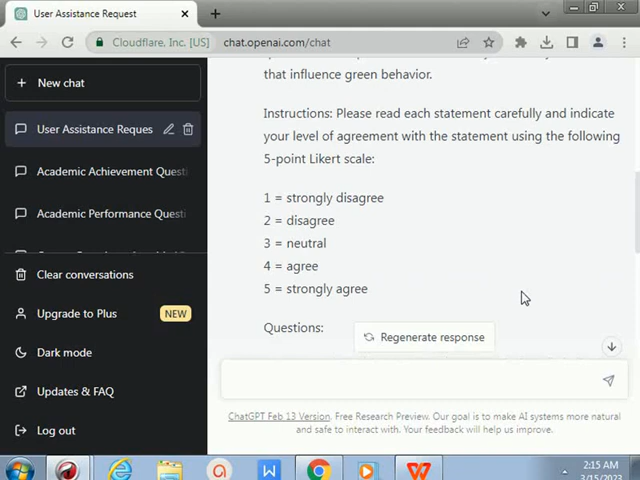 User Assistance Request
Cloudflare, Inc. [US]
chat.openai.com/chat
New chat
User Assistance Reques
Academic Achievement Questi
Academic Performance Questi
Clear conversations
Upgrade to Plus
NEW
Dark mode
Updates & FAQ
Log out
that influence green behavior.
Instructions: Please read each statement carefully and indicate
your level of agreement with the statement using the following
5-point Likert scale:
1 = strongly disagree
2 = disagree
3 = neutral
4 = agree
5 = strongly agree
Questions:
Regenerate response
ChatGPT Feb 13 Version. Free Research Preview. Our goal is to make AI systems more natural
and safe to interact with. Your feedback will help us improve.
2:15 AM
3/15/2023